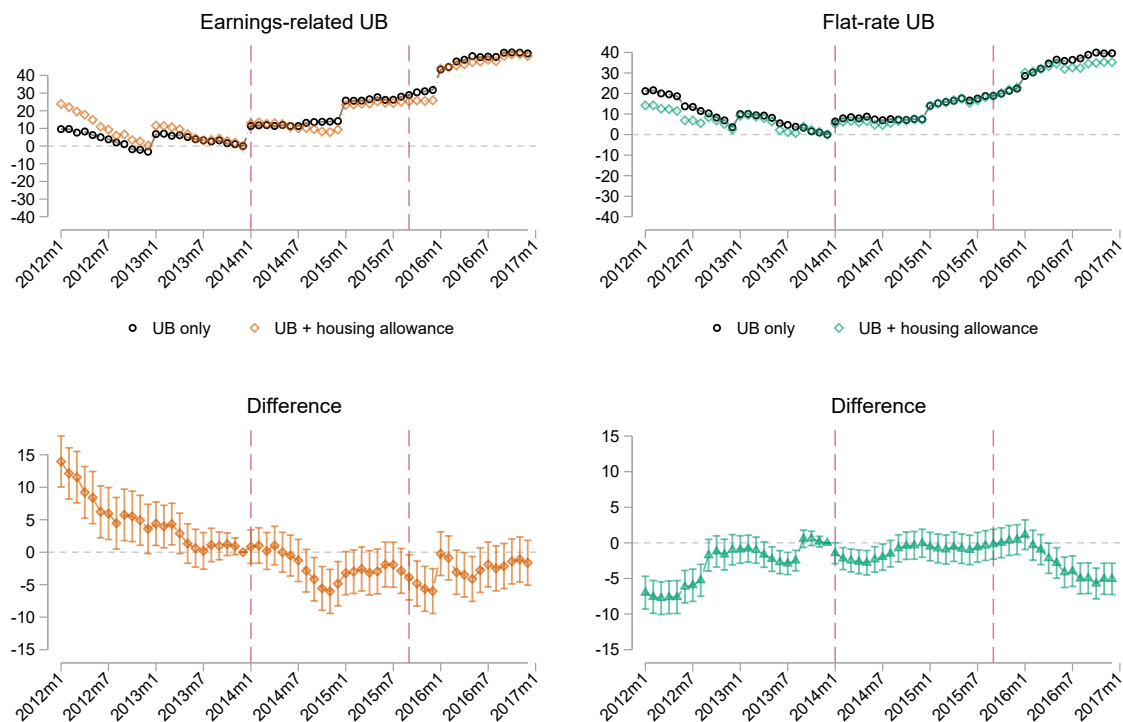 Earnings-related UB
40
30
20
10
0
-10
20
30
-40
2012m1
2012m7
2013m1
2013m7
2014m1
2014m7
2015m1
2015m7
2016m1
2016m7
2017m1
UB only
UB + housing allowance
Flat-rate UB
40
30
20
10
0
-10
20
30
-40
2012m1
2012m7
2013m1
2013m7
2014m1
2014m7
2015m1
2015m7
2016m1
2016m7
2017m1
UB only
UB + housing allowance
Difference
15
10
5
0
-5
-10
-15
2012m1
2012m7
2013m1
2013m7
2014m1
2014m7
2015m1
2015m7
2016m1
2016m7
2017m1
Difference
15
10
5
0
-5
-10
-15
2012m1
2012m7
2013m1
2013m7
2014m1
2014m7
2015m1
2015m7
2016m1
2016m7
2017m1